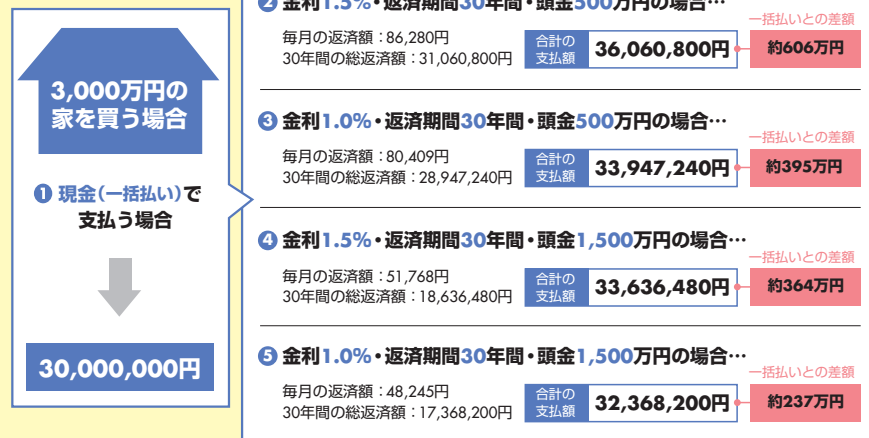 3,000万円の
家を買う場合
❶ 現金(一括払い)で
支払う場合
30,000,000円
❷ 金利1.5%・返済期間30年間・頭金500万円の場合…
一括払いとの差額
毎月の返済額：86,280円
30年間の総返済額：31,060,800円
合計の
支払額
36,060,800円
約606万円
❸ 金利1.0%・返済期間30年間・頭金500万円の場合…
一括払いとの差額
毎月の返済額：80,409円
30年間の総返済額：28,947,240円
合計の
支払額
33,947,240円
約395万円
❹ 金利1.5%・返済期間30年間・頭金1,500万円の場合…
一括払いとの差額
毎月の返済額：51,768円
30年間の総返済額：18,636,480円
合計の
支払額
33,636,480円
約364万円
❺ 金利1.0%・返済期間30年間・頭金1,500万円の場合…
一括払いとの差額
毎月の返済額：48,245円
30年間の総返済額：17,368,200円
合計の
支払額
32,368,200円
約237万円